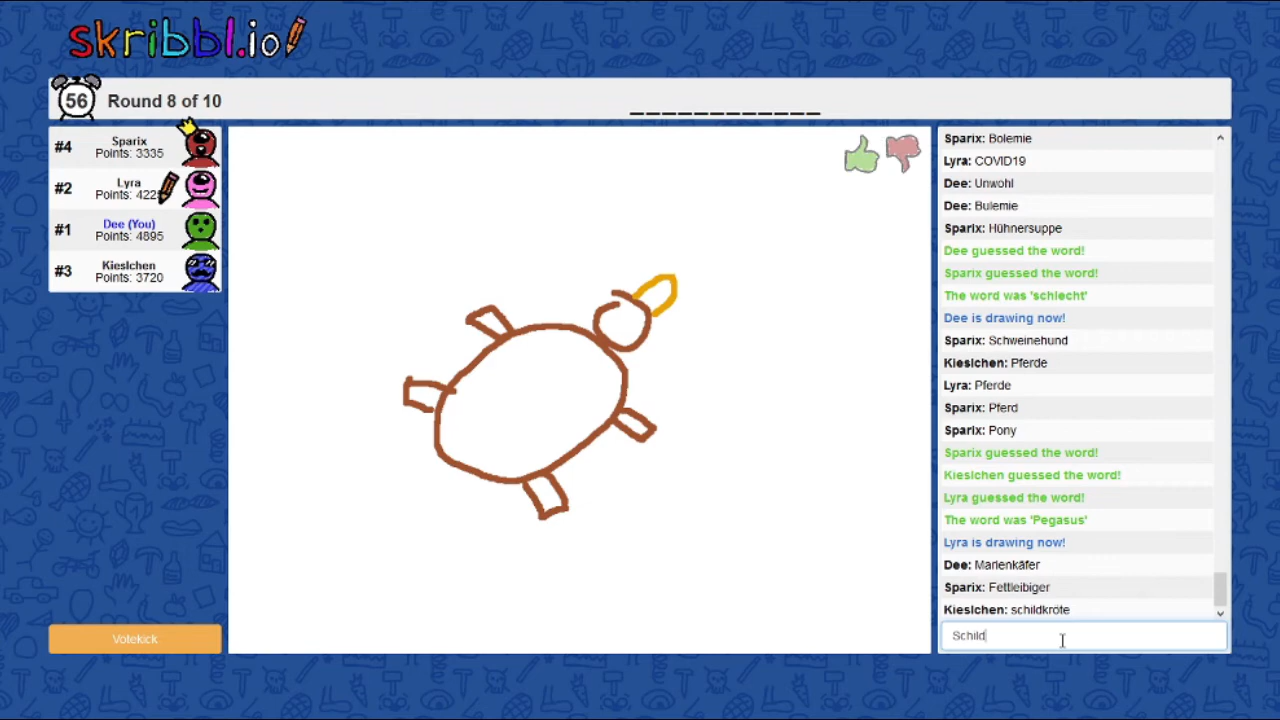 skribbl.io
56
Round 8 of 10
____________
#4
Sparix
Points: 3335
#2
Lyra
Points: 422
#1
Dee (You)
Points: 4895
#3
Kieslchen
Points: 3720
Votekick
Sparix: Bolemie
Lyra: COVID19
Dee: Unwohl
Dee: Bulemie
Sparix: Hühnersuppe
Dee guessed the word!
Sparix guessed the word!
The word was 'schlecht'
Dee is drawing now!
Sparix: Schweinehund
Kieslchen: Pferde
Lyra: Pferde
Sparix: Pferd
Sparix: Pony
Sparix guessed the word!
Kieslchen guessed the word!
Lyra guessed the word!
The word was 'Pegasus'
Lyra is drawing now!
Dee: Marienkäfer
Sparix: Fettleibiger
Kieslchen: schildkröte
Schild